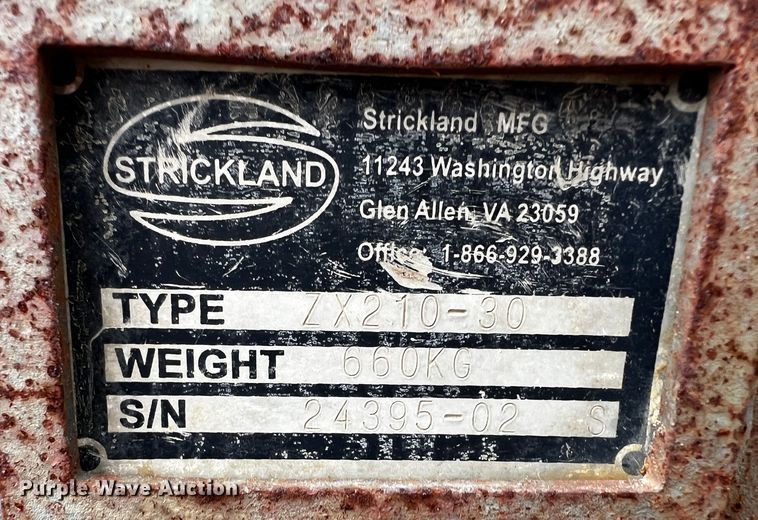 STRICKLAND
Strickland MFG
11243 Washington Highway
Glen Allen, VA 23059
Office: 1-866-929-3388
TYPE ZX210-30
WEIGHT 660KG
S/N 24395-02 S
Purple Wave Auction